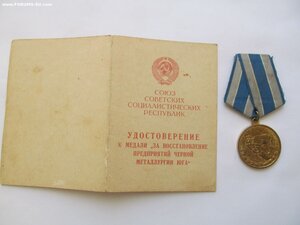 СОЮЗ
СОВЕТСКИХ
СОЦИАЛИСТИЧЕСКИХ
РЕСПУБЛИК
УДОСТОВЕРЕНИЕ
К МЕДАЛИ „ЗА ВОССТАНОВЛЕНИЕ
ПРЕДПРИЯТИЙ ЧЕРНОЙ
МЕТАЛЛУРГИИ ЮГА“